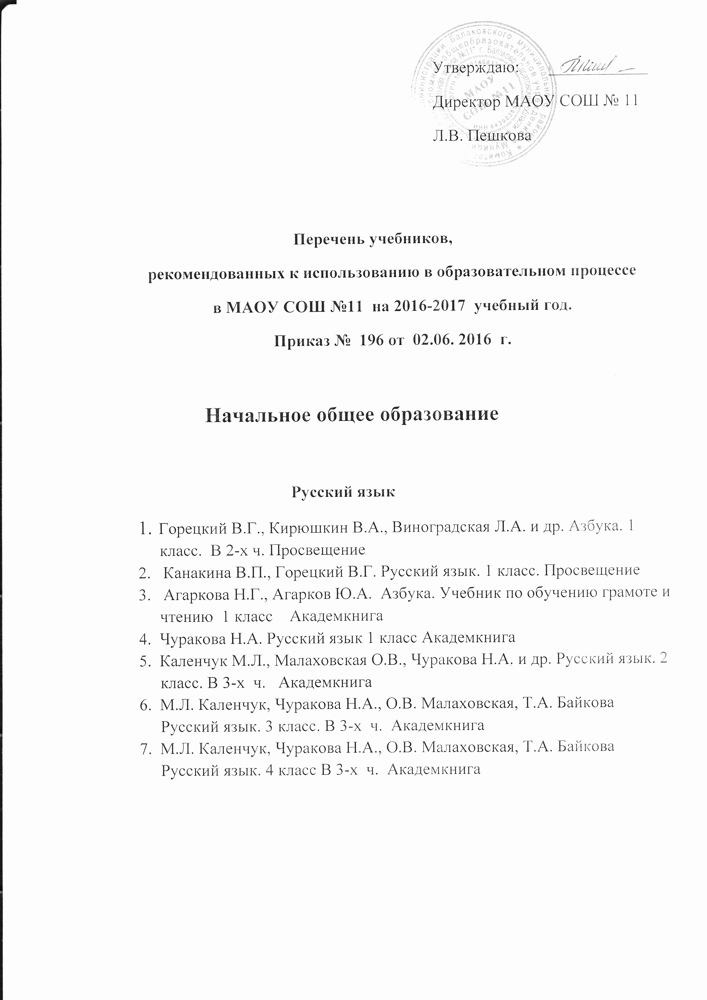 Утверждаю:
Директор МАОУ СОШ № 11
Л.В. Пешкова
МАОУ
СОШ №11
Перечень учебников,
рекомендованных к использованию в образовательном процессе
в МАОУ СОШ №11 на 2016-2017 учебный год.
Приказ № 196 от 02.06. 2016 г.
Начальное общее образование
Русский язык
1. Горецкий В.Г., Кирюшкин В.А., Виноградская Л.А. и др. Азбука. 1
класс. В 2-х ч. Просвещение
2. Канакина В.П., Горецкий В.Г. Русский язык. 1 класс. Просвещение
3. Агаркова Н.Г., Агарков Ю.А. Азбука. Учебник по обучению грамоте и
чтению 1 класс Академкнига
4. Чуракова Н.А. Русский язык 1 класс Академкнига
5. Каленчук М.Л., Малаховская О.В., Чуракова Н.А. и др. Русский язык. 2
класс. В 3-х ч. Академкнига
6. М.Л. Каленчук, Чуракова Н.А., О.В. Малаховская, Т.А. Байкова
Русский язык. 3 класс. В 3-х ч. Академкнига
7. М.Л. Каленчук, Чуракова Н.А., О.В. Малаховская, Т.А. Байкова
Русский язык. 4 класс В 3-х ч. Академкнига